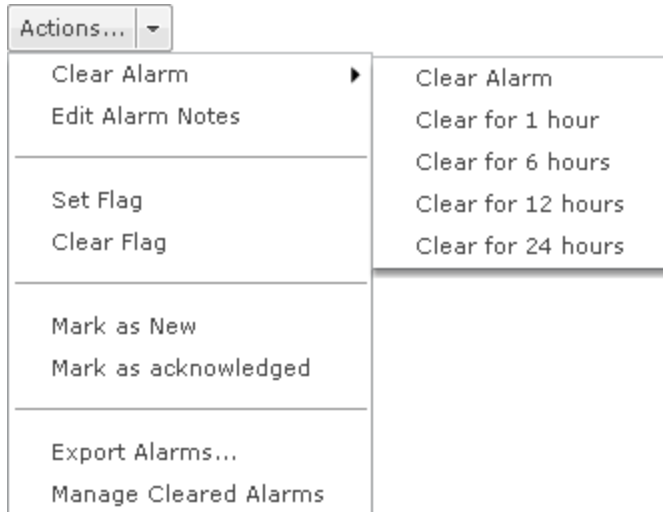 Actions...
Clear Alarm
Edit Alarm Notes
Set Flag
Clear Flag
Mark as New
Mark as acknowledged
Export Alarms...
Manage Cleared Alarms
Clear Alarm
Clear for 1 hour
Clear for 6 hours
Clear for 12 hours
Clear for 24 hours